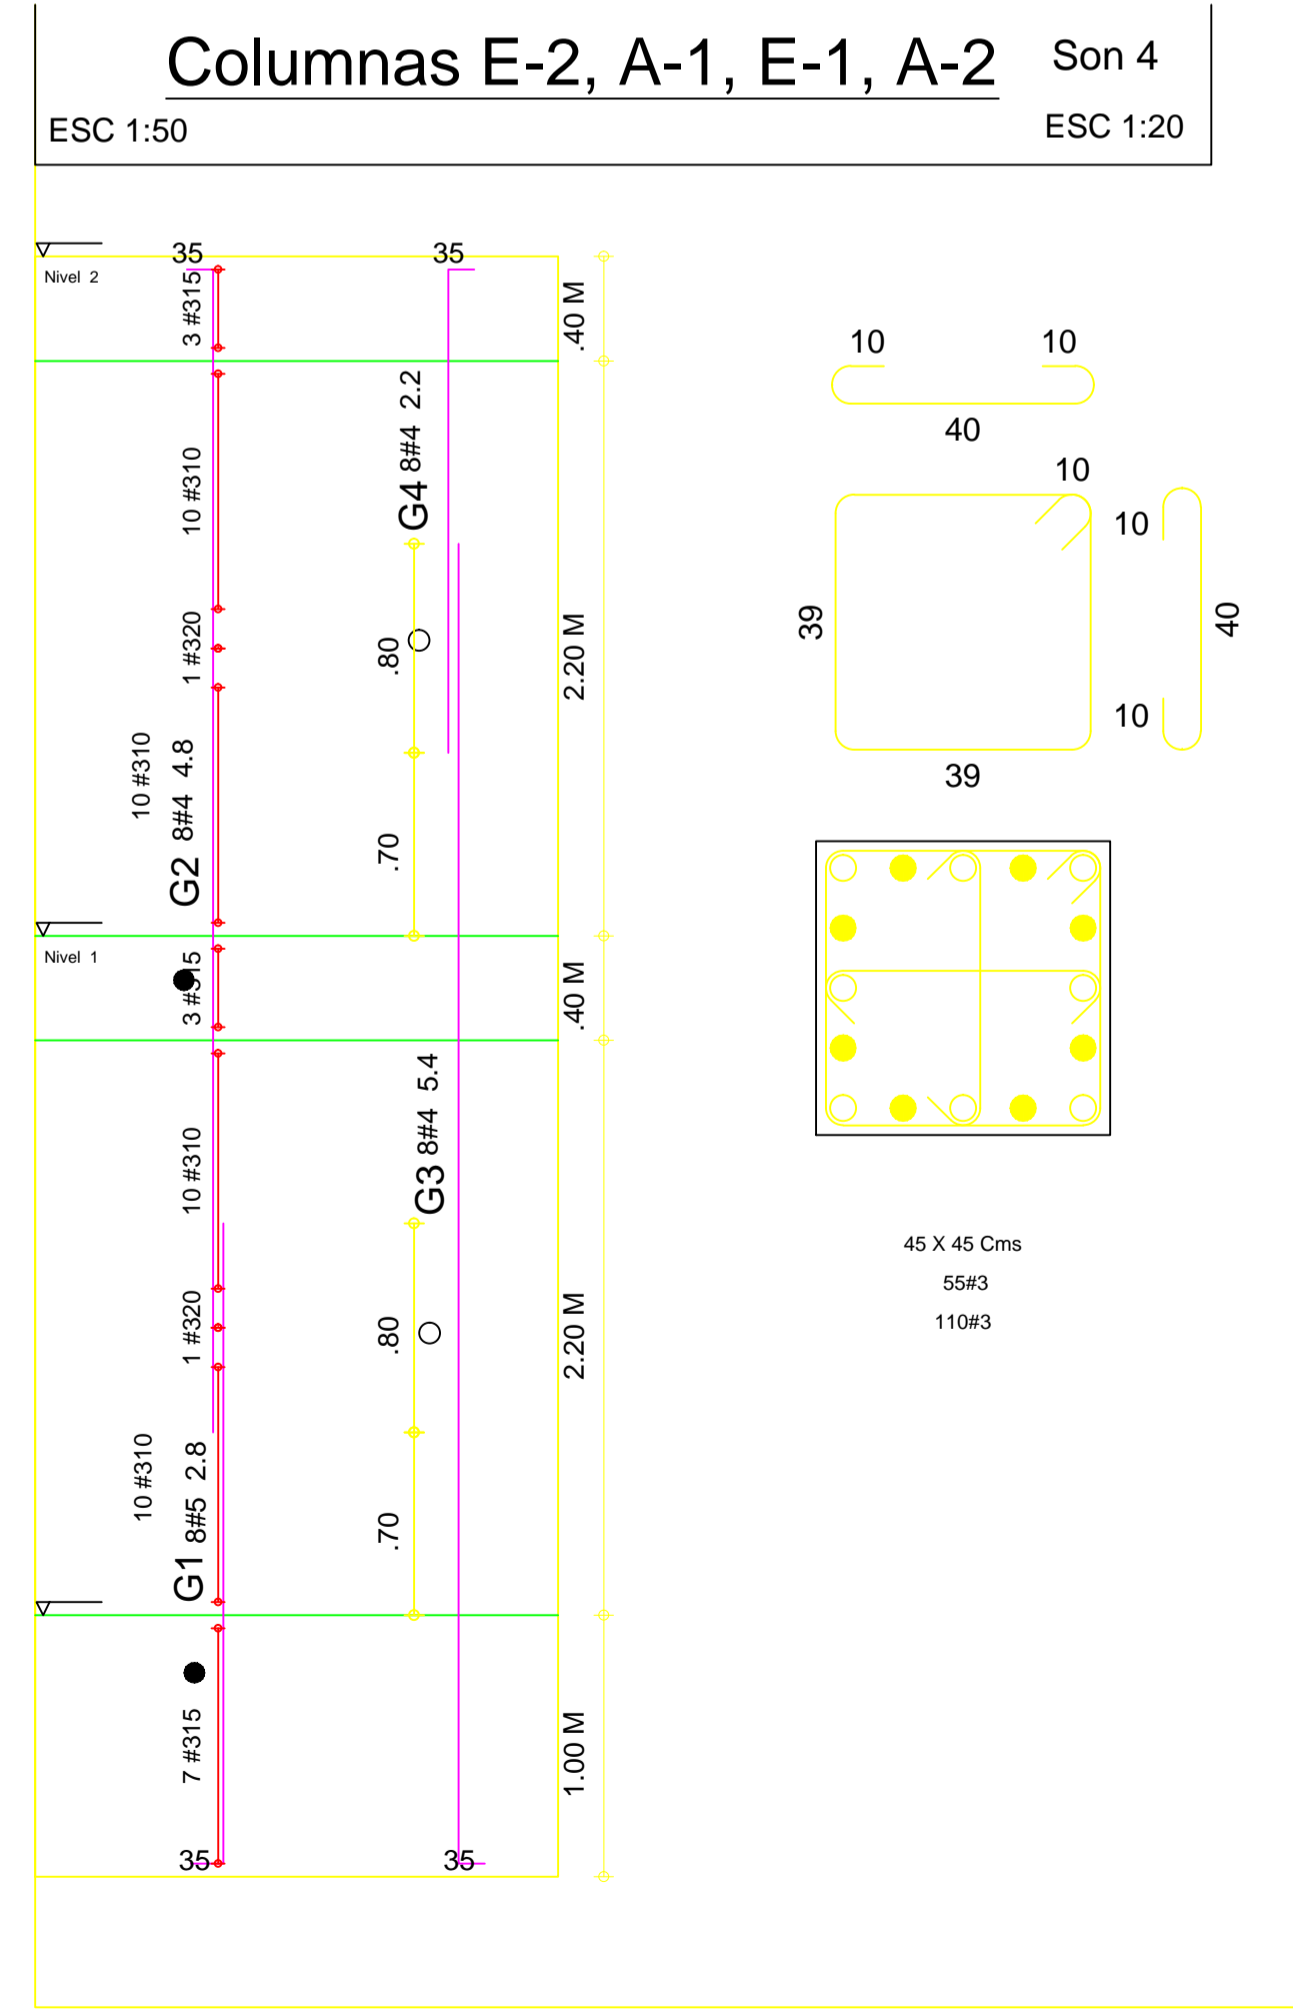 Columnas E-2, A-1, E-1, A-2
Son 4
ESC 1:50
ESC 1:20
35
35
Nivel 2
3 #315
.40 M
10 #310
G4 8#4 2.2
1 #320
.80
2.20 M
10 #310
G2 8#4 4.8
.70
Nivel 1
3 #315
.40 M
10 #310
G3 8#4 5.4
1 #320
.80
2.20 M
10 #310
G1 8#5 2.8
.70
7 #315
1.00 M
35
35
10
10
40
10
10
39
40
10
39
45 X 45 Cms
55#3
110#3